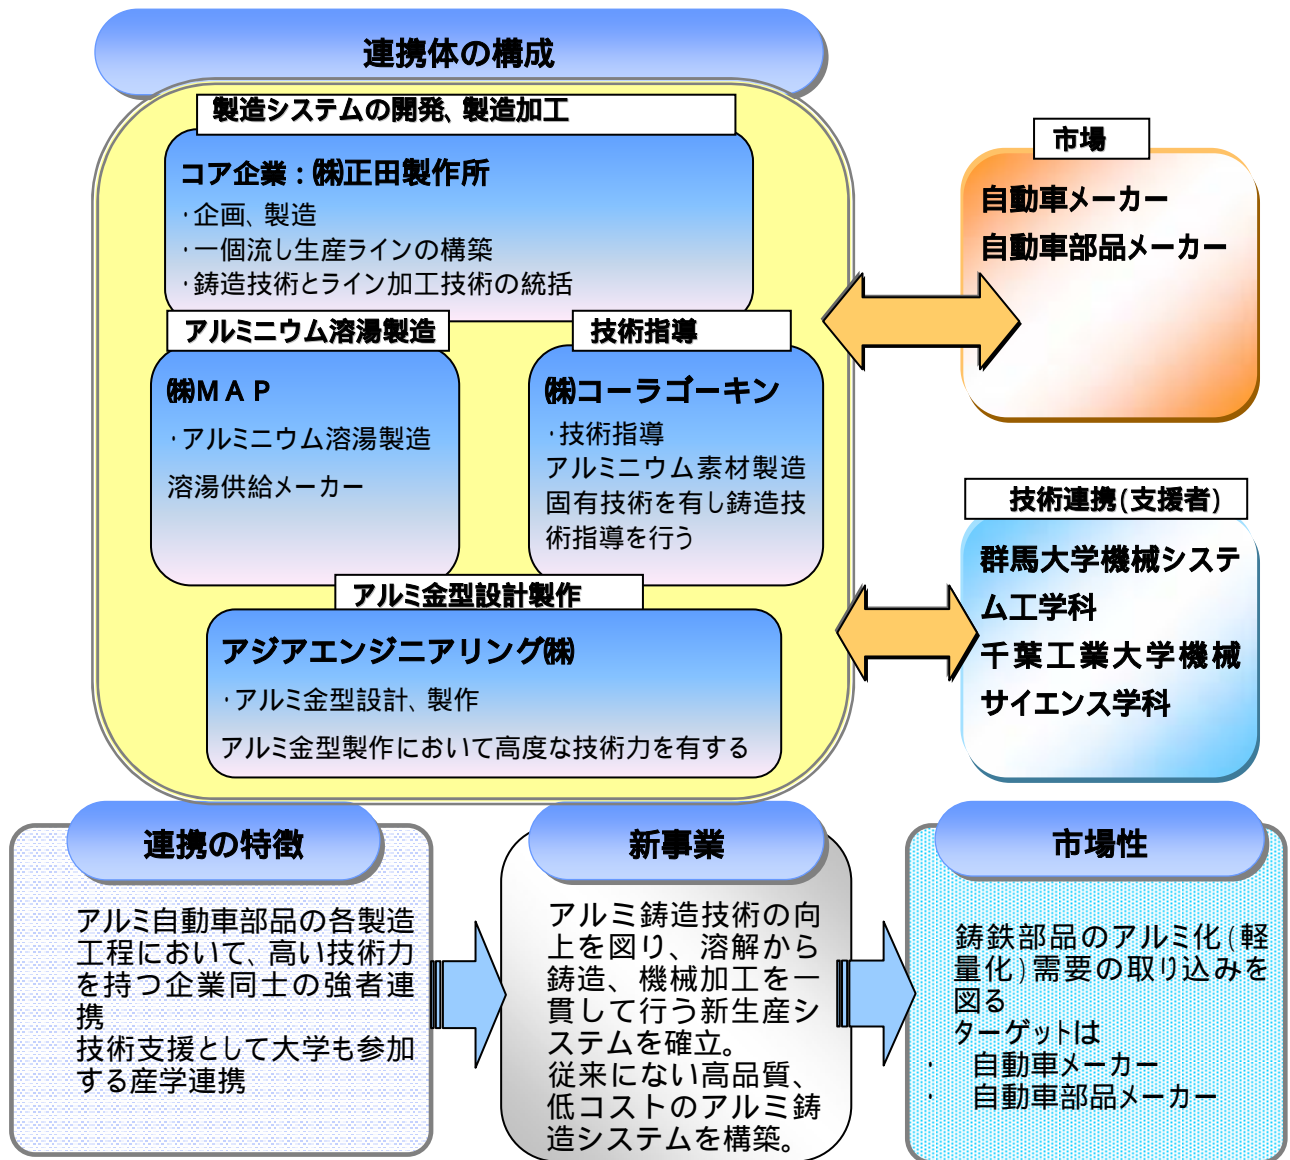 連携体の構成
製造システムの開発、製造加工
コア企業：㈱正田製作所
・企画、製造
・一個流し生産ラインの構築
・鋳造技術とライン加工技術の統括
アルミニウム溶湯製造
㈱ＭＡＰ
・アルミニウム溶湯製造
溶湯供給メーカー
技術指導
㈱コーラゴーキン
・技術指導
アルミニウム素材製造
固有技術を有し鋳造技
術指導を行う
アルミ金型設計製作
アジアエンジニアリング㈱
・アルミ金型設計、製作
アルミ金型製作において高度な技術力を有する
市場
自動車メーカー
自動車部品メーカー
技術連携(支援者)
群馬大学機械システ
ム工学科
千葉工業大学機械
サイエンス学科
連携の特徴
アルミ自動車部品の各製造
工程において、高い技術力
を持つ企業同士の強者連
携
技術支援として大学も参加
する産学連携
新事業
アルミ鋳造技術の向
上を図り、溶解から
鋳造、機械加工を一
貫して行う新生産シ
ステムを確立。
従来にない高品質、
低コストのアルミ鋳
造システムを構築。
市場性
鋳鉄部品のアルミ化(軽
量化)需要の取り込みを
図る
ターゲットは
・ 自動車メーカー
・ 自動車部品メーカー